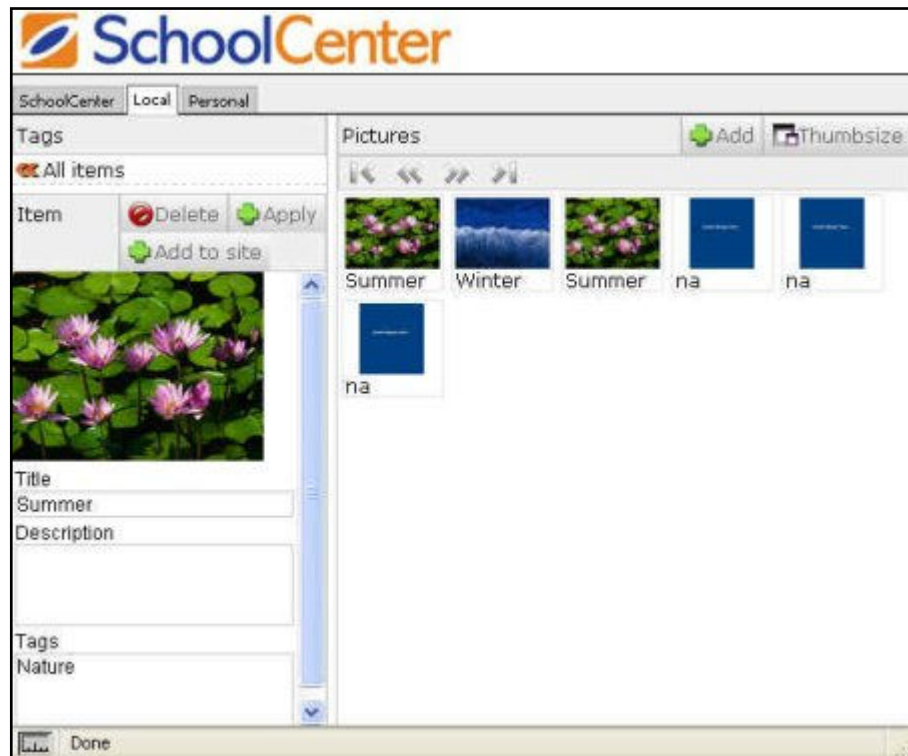 SchoolCenter
SchoolCenter Local Personal
Tags
All items
Item Delete Apply
Add to site
Title
Summer
Description
Tags
Nature
Pictures Add Thumbsize
Summer Winter Summer na na
na
Done